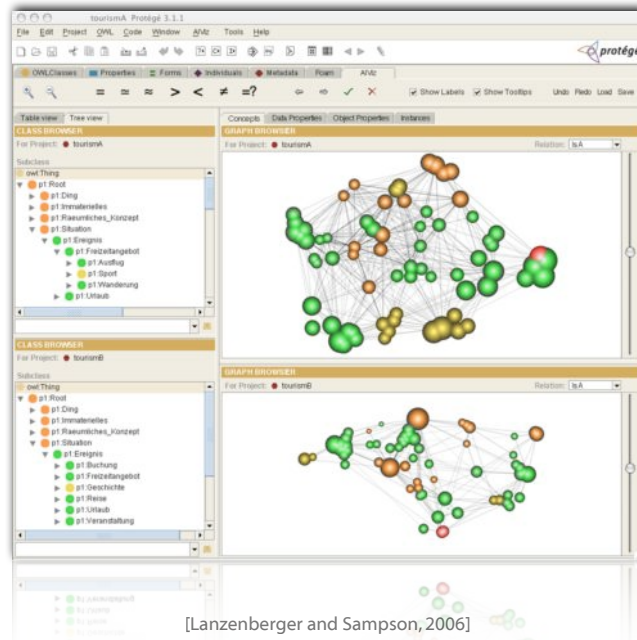 tourismA Protégé 3.1.1
File Edit Project OWL Code Window AlViz Tools Help
protégé
OWLClasses Properties Forms Individuals Metadata Foam AlViz
= ≃ ≈ > < ≠ =? Show Labels Show Tooltips Undo Redo Load Save
Table view Tree view
CLASS BROWSER
For Project: tourismA
Subclass
owl:Thing
p1:Root
p1:Ding
p1:Immaterielles
p1:Raeumliches_Konzept
p1:Situation
p1:Ereignis
p1:Freizeitangebot
p1:Ausflug
p1:Sport
p1:Wanderung
p1:Urlaub
Concepts Data Properties Object Properties Instances
GRAPH BROWSER
For Project: tourismA Relation: IsA
CLASS BROWSER
For Project: tourismB
Subclass
owl:Thing
p1:Root
p1:Ding
p1:Immaterielles
p1:Raeumliches_Konzept
p1:Situation
p1:Ereignis
p1:Buchung
p1:Freizeitangebot
p1:Geschichte
p1:Reise
p1:Urlaub
p1:Veranstaltung
GRAPH BROWSER
For Project: tourismB Relation: IsA
[Lanzenberger and Sampson, 2006]